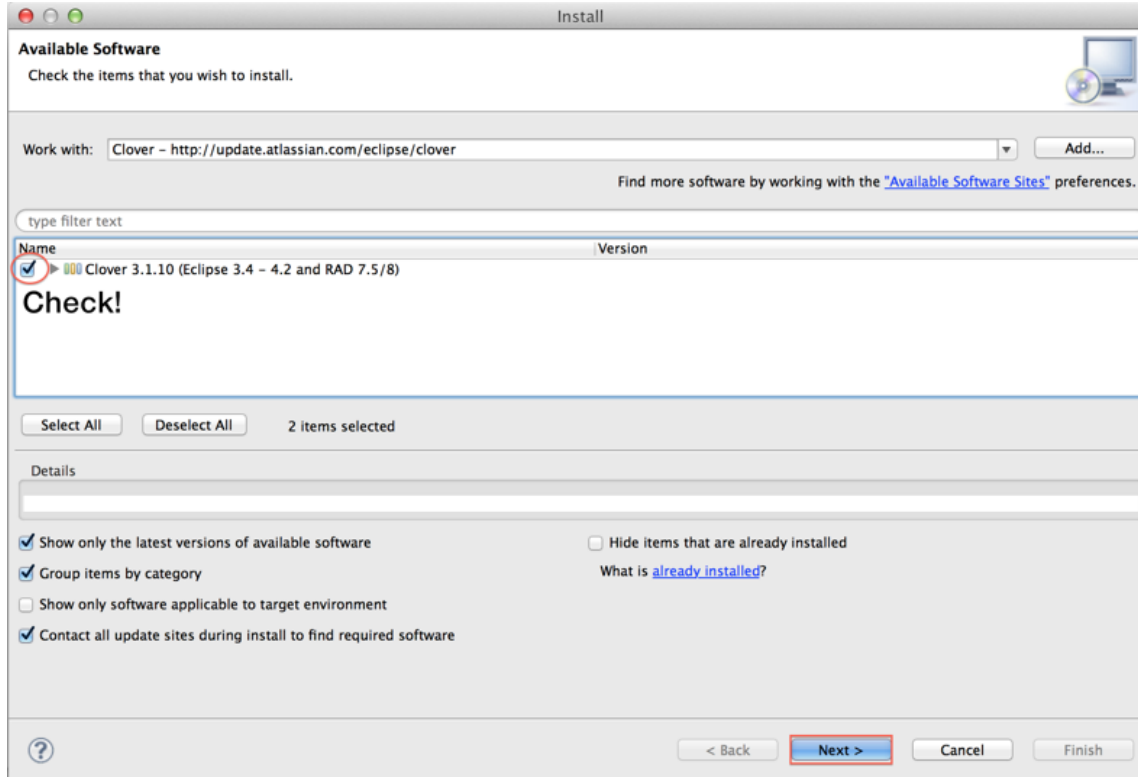 Install
Available Software
Check the items that you wish to install.
Work with: Clover – http://update.atlassian.com/eclipse/clover Add...
Find more software by working with the "Available Software Sites" preferences.
type filter text
Name Version
Clover 3.1.10 (Eclipse 3.4 – 4.2 and RAD 7.5/8)
Check!
Select All Deselect All 2 items selected
Details
Show only the latest versions of available software Hide items that are already installed
Group items by category What is already installed?
Show only software applicable to target environment
Contact all update sites during install to find required software
? < Back Next > Cancel Finish